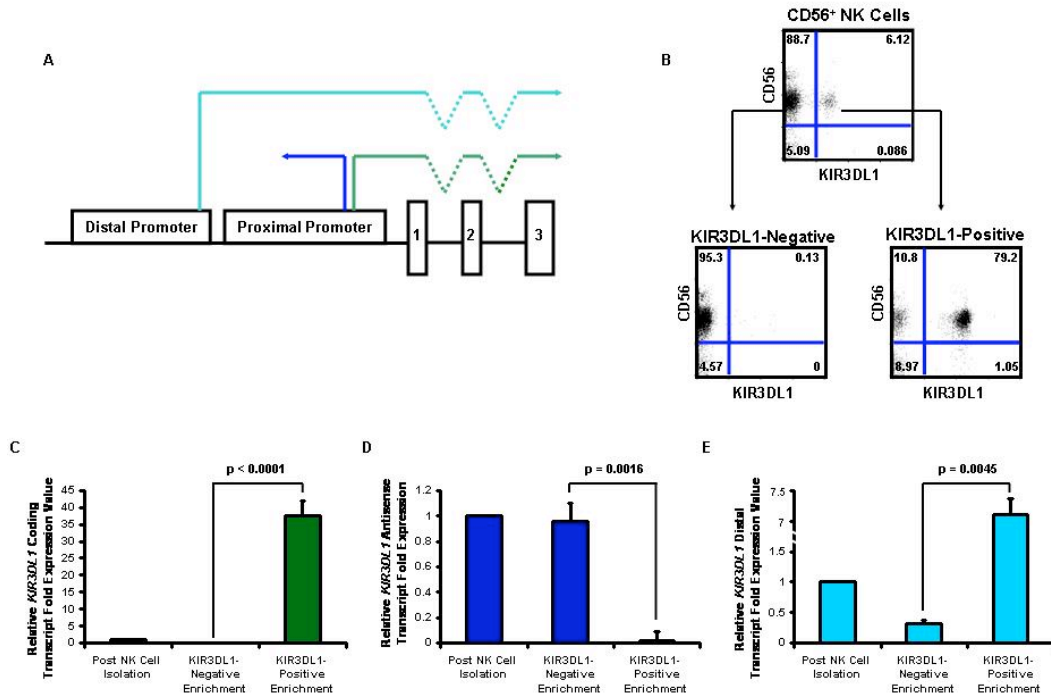 A
Distal Promoter
Proximal Promoter
1
2
3
B
CD56⁺ NK Cells
88.7
6.12
5.09
0.086
CD56
KIR3DL1
KIR3DL1-Negative
95.3
0.13
4.57
0
CD56
KIR3DL1
KIR3DL1-Positive
10.8
79.2
8.97
1.05
CD56
KIR3DL1
C
Relative KIR3DL1 Coding
Transcript Fold Expression Value
45
40
35
30
25
20
15
10
5
0
p < 0.0001
Post NK Cell
Isolation
KIR3DL1-
Negative
Enrichment
KIR3DL1-
Positive
Enrichment
D
Relative KIR3DL1 Antisense
Transcript Fold Expression
1.2
1
0.8
0.6
0.4
0.2
0
p = 0.0016
Post NK Cell
Isolation
KIR3DL1-
Negative
Enrichment
KIR3DL1-
Positive
Enrichment
E
Relative KIR3DL1 Distal
Transcript Fold Expression Value
7.5
7
1.5
1
0.5
0
p = 0.0045
Post NK Cell
Isolation
KIR3DL1-
Negative
Enrichment
KIR3DL1-
Positive
Enrichment